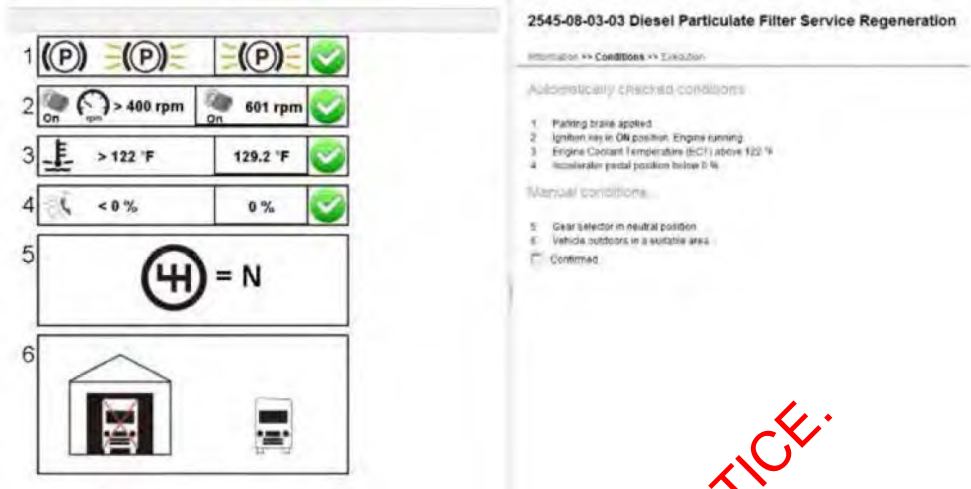 2545-08-03-03 Diesel Particulate Filter Service Regeneration
Information >> Conditions >> Execution
Automatically checked conditions
1 Parking brake applied
2 Ignition key in ON position. Engine running.
3 Engine Coolant Temperature (ECT) above 122 °F
4 Accelerator pedal position below 0 %
Manual conditions
5 Gear selector in neutral position
6 Vehicle outdoors in a suitable area
Confirmed
1 (P) (P) (P)
2 On rpm > 400 rpm On 601 rpm
3 > 122 °F 129.2 °F
4 < 0 % 0 %
5 = N
6
TICE.